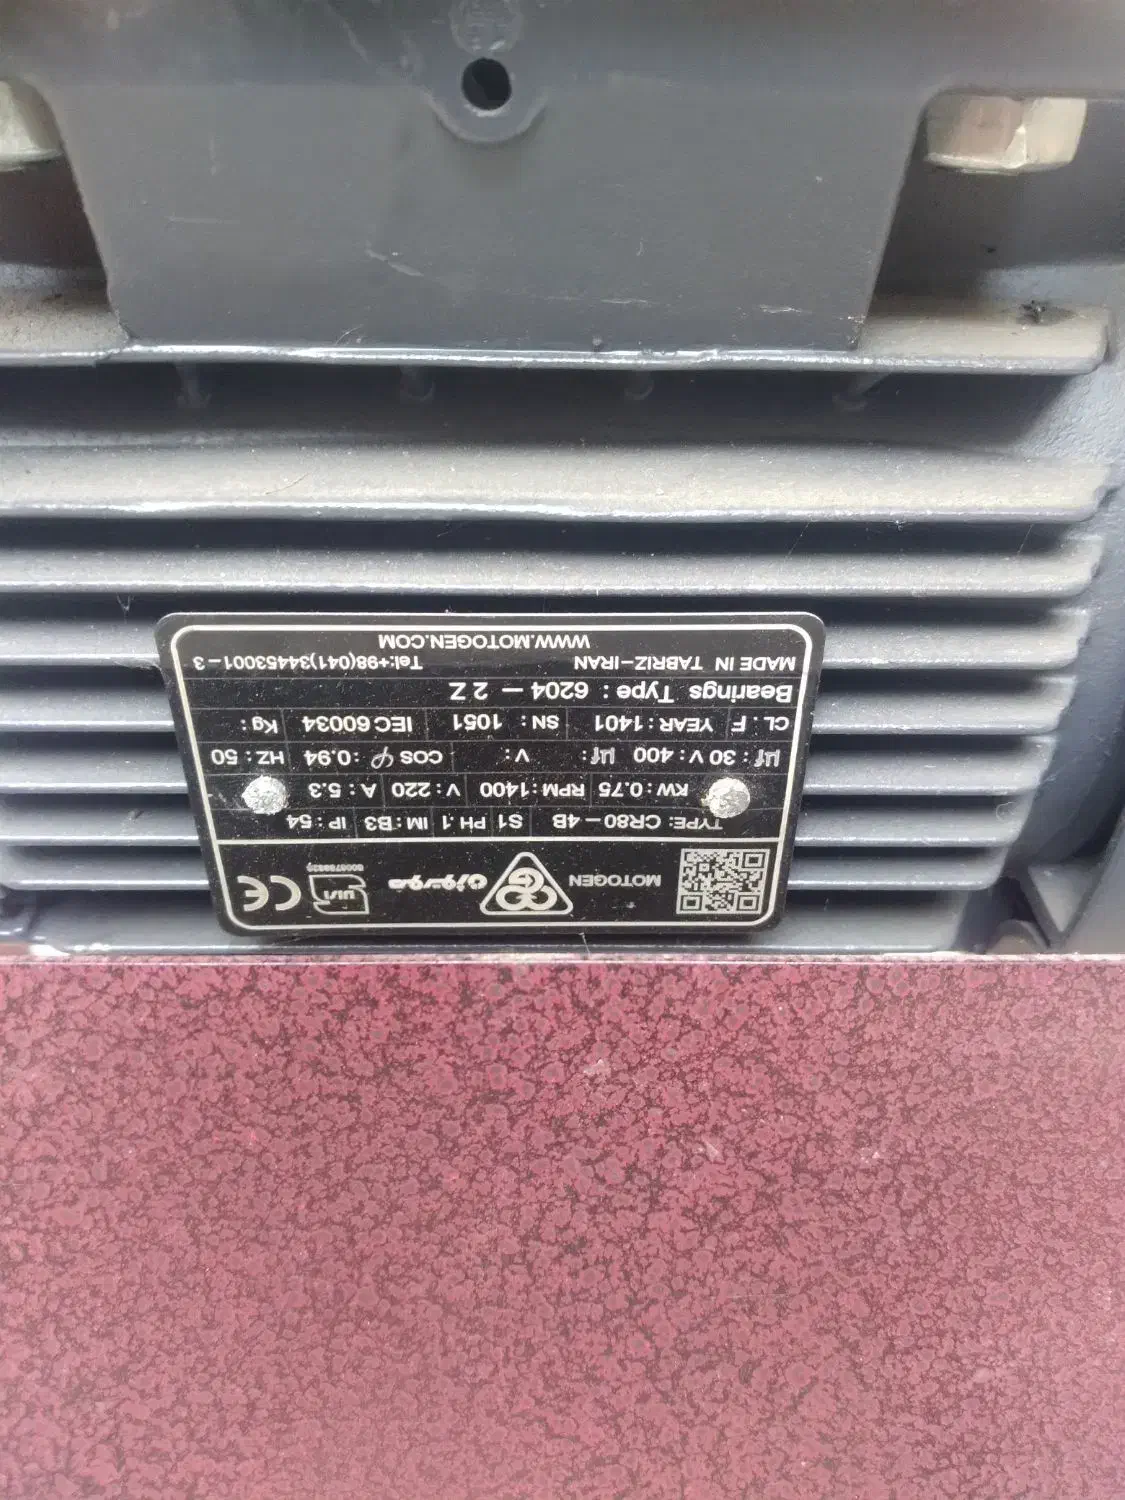 MOTOGEN موتوژن CE
TYPE: CR80-4B S1 PH.1 IM:B3 IP:54
KW:0.75 RPM:1400 V:220 A:5.3
µf:30 V:400 µf: V: COS φ:0.94 HZ:50
CL.F YEAR:1401 SN:1051 IEC 60034 Kg:
Bearings Type: 6204-2Z
MADE IN TABRIZ-IRAN Tel:+98(041)34453001-3
WWW.MOTOGEN.COM